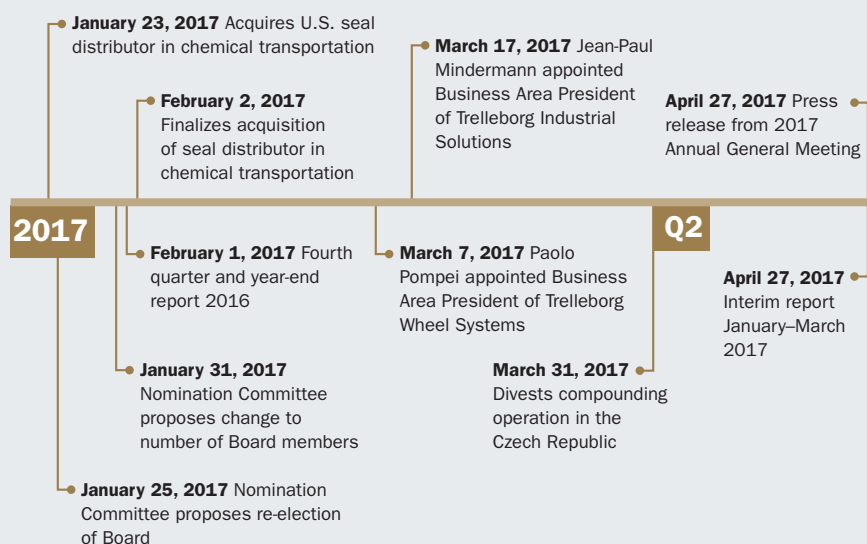 January 23, 2017 Acquires U.S. seal
distributor in chemical transportation
February 2, 2017
Finalizes acquisition
of seal distributor in
chemical transportation
March 17, 2017 Jean-Paul
Mindermann appointed
Business Area President
of Trelleborg Industrial
Solutions
April 27, 2017 Press
release from 2017
Annual General Meeting
2017
Q2
February 1, 2017 Fourth
quarter and year-end
report 2016
March 7, 2017 Paolo
Pompei appointed Business
Area President of Trelleborg
Wheel Systems
April 27, 2017
Interim report
January–March
2017
January 31, 2017
Nomination Committee
proposes change to
number of Board members
March 31, 2017
Divests compounding
operation in the
Czech Republic
January 25, 2017 Nomination
Committee proposes re-election
of Board